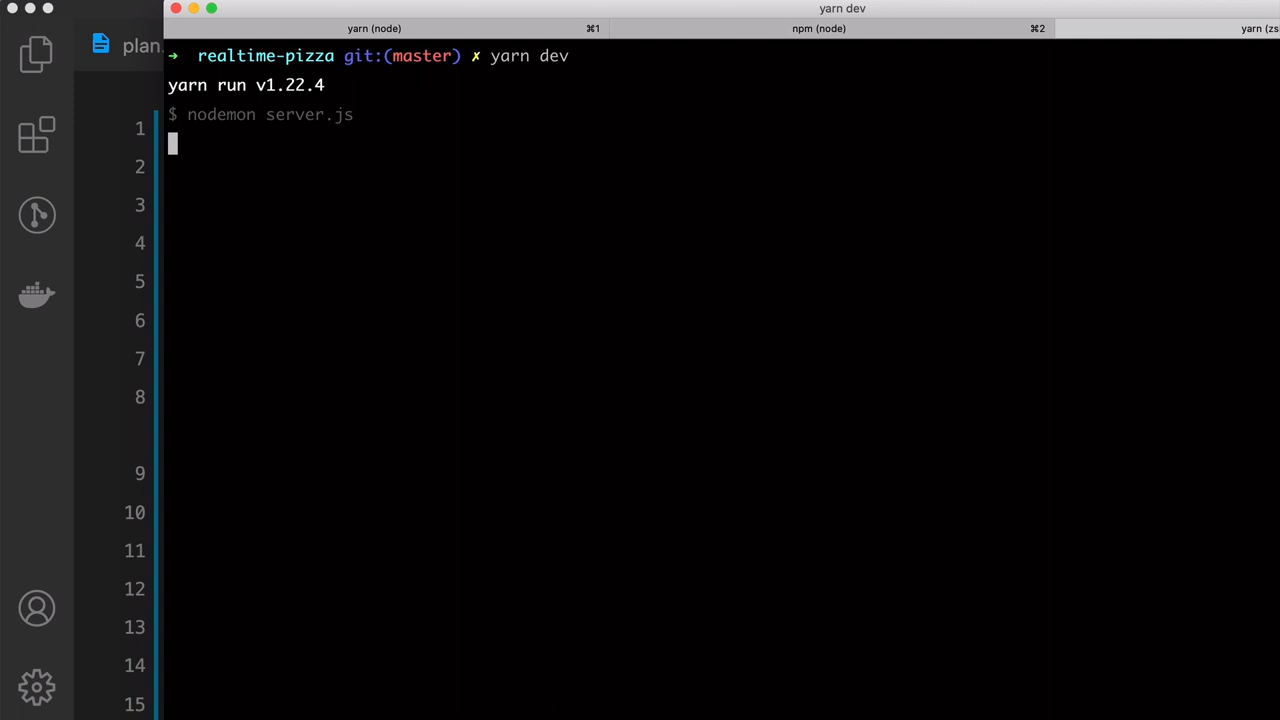 yarn dev
yarn (node) ⌘1 npm (node) ⌘2 yarn (zs
plan.
→ realtime-pizza git:(master) ✗ yarn dev
yarn run v1.22.4
$ nodemon server.js
1
2
3
4
5
6
7
8
9
10
11
12
13
14
15